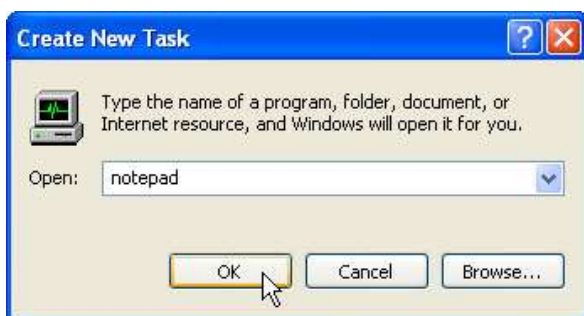 Create New Task
Type the name of a program, folder, document, or
Internet resource, and Windows will open it for you.
Open: notepad
OK Cancel Browse...